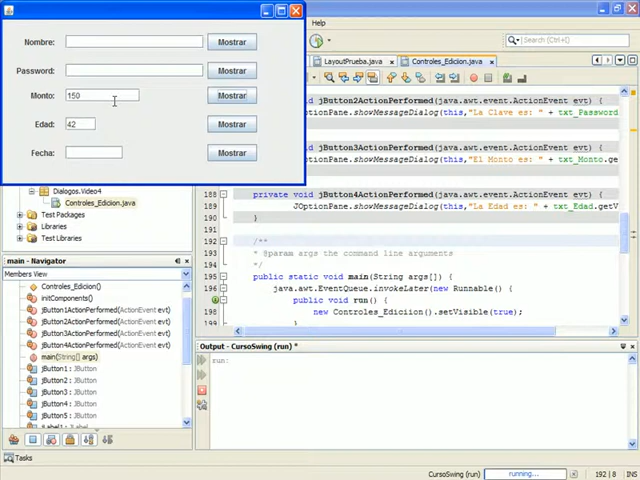 Nombre: Mostrar
Password: Mostrar
Monto: 150 Mostrar
Edad: 42 Mostrar
Fecha: Mostrar
Help
Search (Ctrl+I)
LayoutPrueba.java Controles_Edicion.java
jButton2ActionPerformed(java.awt.event.ActionEvent evt) {
.showMessageDialog(this,"La Clave es: " + txt_Password
jButton3ActionPerformed(java.awt.event.ActionEvent evt) {
.showMessageDialog(this,"El Monto es: " + txt_Monto.ge
188 private void jButton4ActionPerformed(java.awt.event.ActionEvent evt) {
189 JOptionPane.showMessageDialog(this,"La Edad es: " + txt_Edad.getV
190 }
191
192 /**
193 * @param args the command line arguments
194 */
195 public static void main(String args[]) {
196 java.awt.EventQueue.invokeLater(new Runnable() {
public void run() {
198 new Controles_Ediciion().setVisible(true);
199 }
Dialogos.Video4
Controles_Edicion.java
Test Packages
Libraries
Test Libraries
main - Navigator
Members View
Controles_Edicion()
initComponents()
jButton1ActionPerformed(ActionEvent evt)
jButton2ActionPerformed(ActionEvent evt)
jButton3ActionPerformed(ActionEvent evt)
jButton4ActionPerformed(ActionEvent evt)
main(String[] args)
jButton1 : JButton
jButton2 : JButton
jButton3 : JButton
jButton4 : JButton
jButton5 : JButton
jLabel1 : JLabel
Output - CursoSwing (run)
run:
Tasks
CursoSwing (run) running... 192 | 8 INS